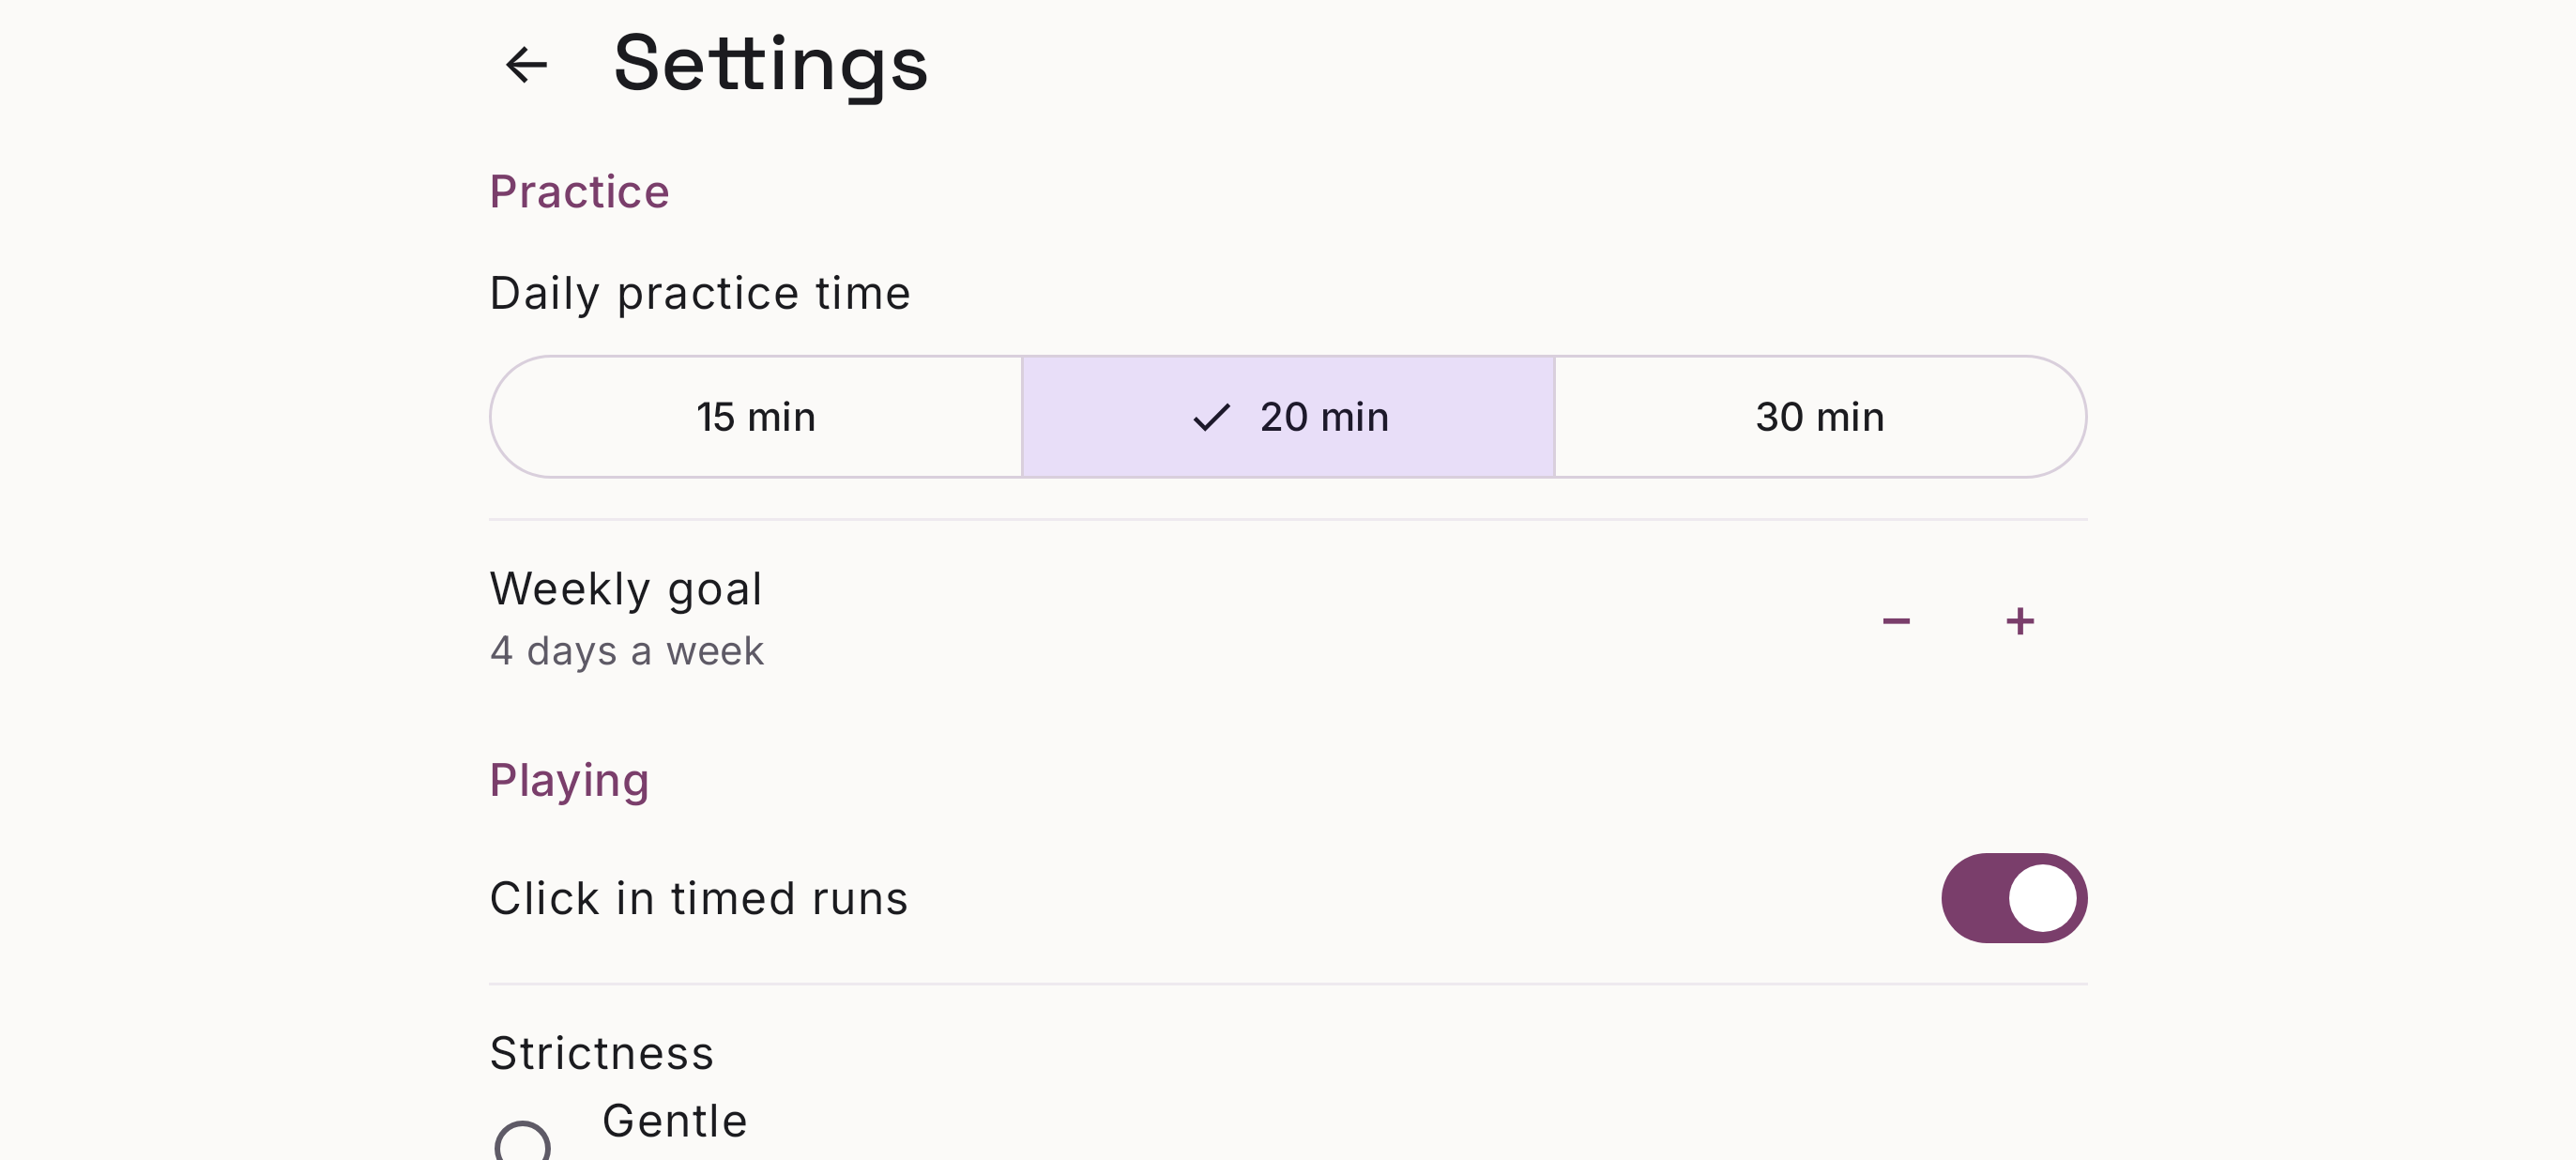 Settings
Practice
Daily practice time
15 min
20 min
30 min
Weekly goal
4 days a week
Playing
Click in timed runs
Strictness
Gentle